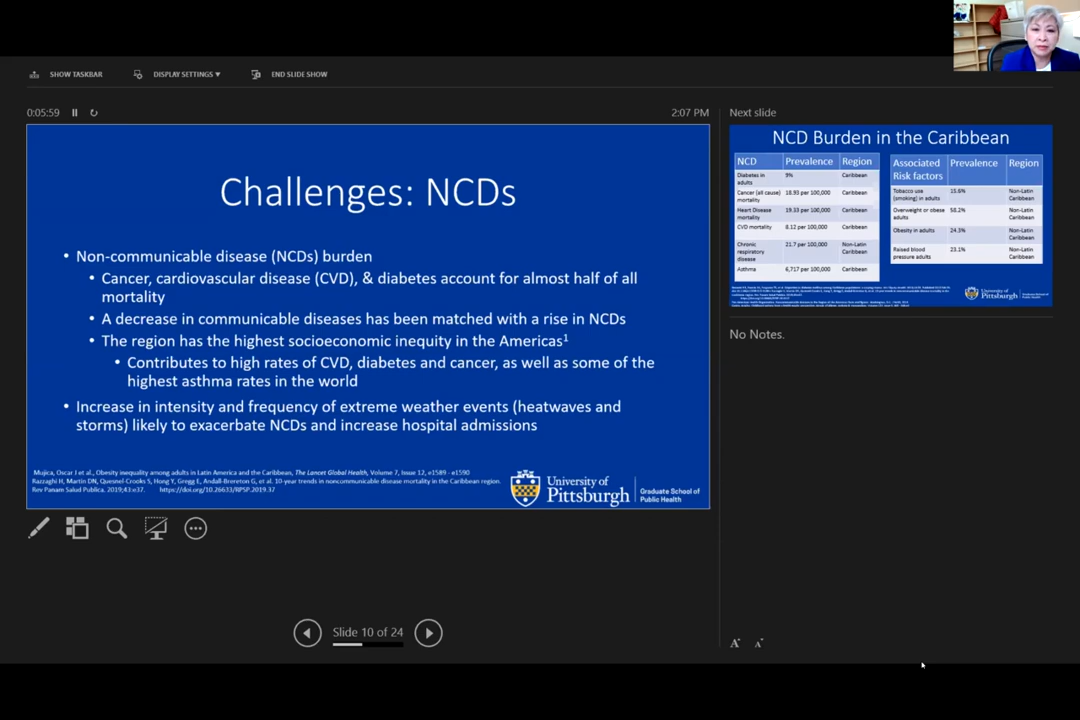 SHOW TASKBAR
DISPLAY SETTINGS ▼
END SLIDE SHOW
0:05:59
2:07 PM
Challenges: NCDs
• Non-communicable disease (NCDs) burden
• Cancer, cardiovascular disease (CVD), & diabetes account for almost half of all
mortality
• A decrease in communicable diseases has been matched with a rise in NCDs
• The region has the highest socioeconomic inequity in the Americas¹
• Contributes to high rates of CVD, diabetes and cancer, as well as some of the
highest asthma rates in the world
• Increase in intensity and frequency of extreme weather events (heatwaves and
storms) likely to exacerbate NCDs and increase hospital admissions
Mujica, Oscar J et al., Obesity inequality among adults in Latin America and the Caribbean, The Lancet Global Health, Volume 7, Issue 12, e1589 - e1590
Razzaghi H, Martin DN, Quesnel-Crooks S, Hong Y, Gregg E, Andall-Brereton G, et al. 10-year trends in noncommunicable disease mortality in the Caribbean region.
Rev Panam Salud Publica. 2019;43:e37. https://doi.org/10.26633/RPSP.2019.37
University of
Pittsburgh
Graduate School of
Public Health
Slide 10 of 24
Next slide
NCD Burden in the Caribbean
NCD Prevalence Region
Diabetes in
adults 9% Caribbean
Cancer (all cause)
mortality 18.93 per 100,000 Caribbean
Heart Disease
mortality 19.33 per 100,000 Caribbean
CVD mortality 8.12 per 100,000 Caribbean
Chronic
respiratory
disease 21.7 per 100,000 Non-Latin
Caribbean
Asthma 6,717 per 100,000 Caribbean
Associated
Risk factors Prevalence Region
Tobacco use
(smoking) in adults 15.6% Non-Latin
Caribbean
Overweight or obese
adults 58.2% Non-Latin
Caribbean
Obesity in adults 24.5% Non-Latin
Caribbean
Raised blood
pressure adults 23.1% Non-Latin
Caribbean
University of
Pittsburgh
No Notes.